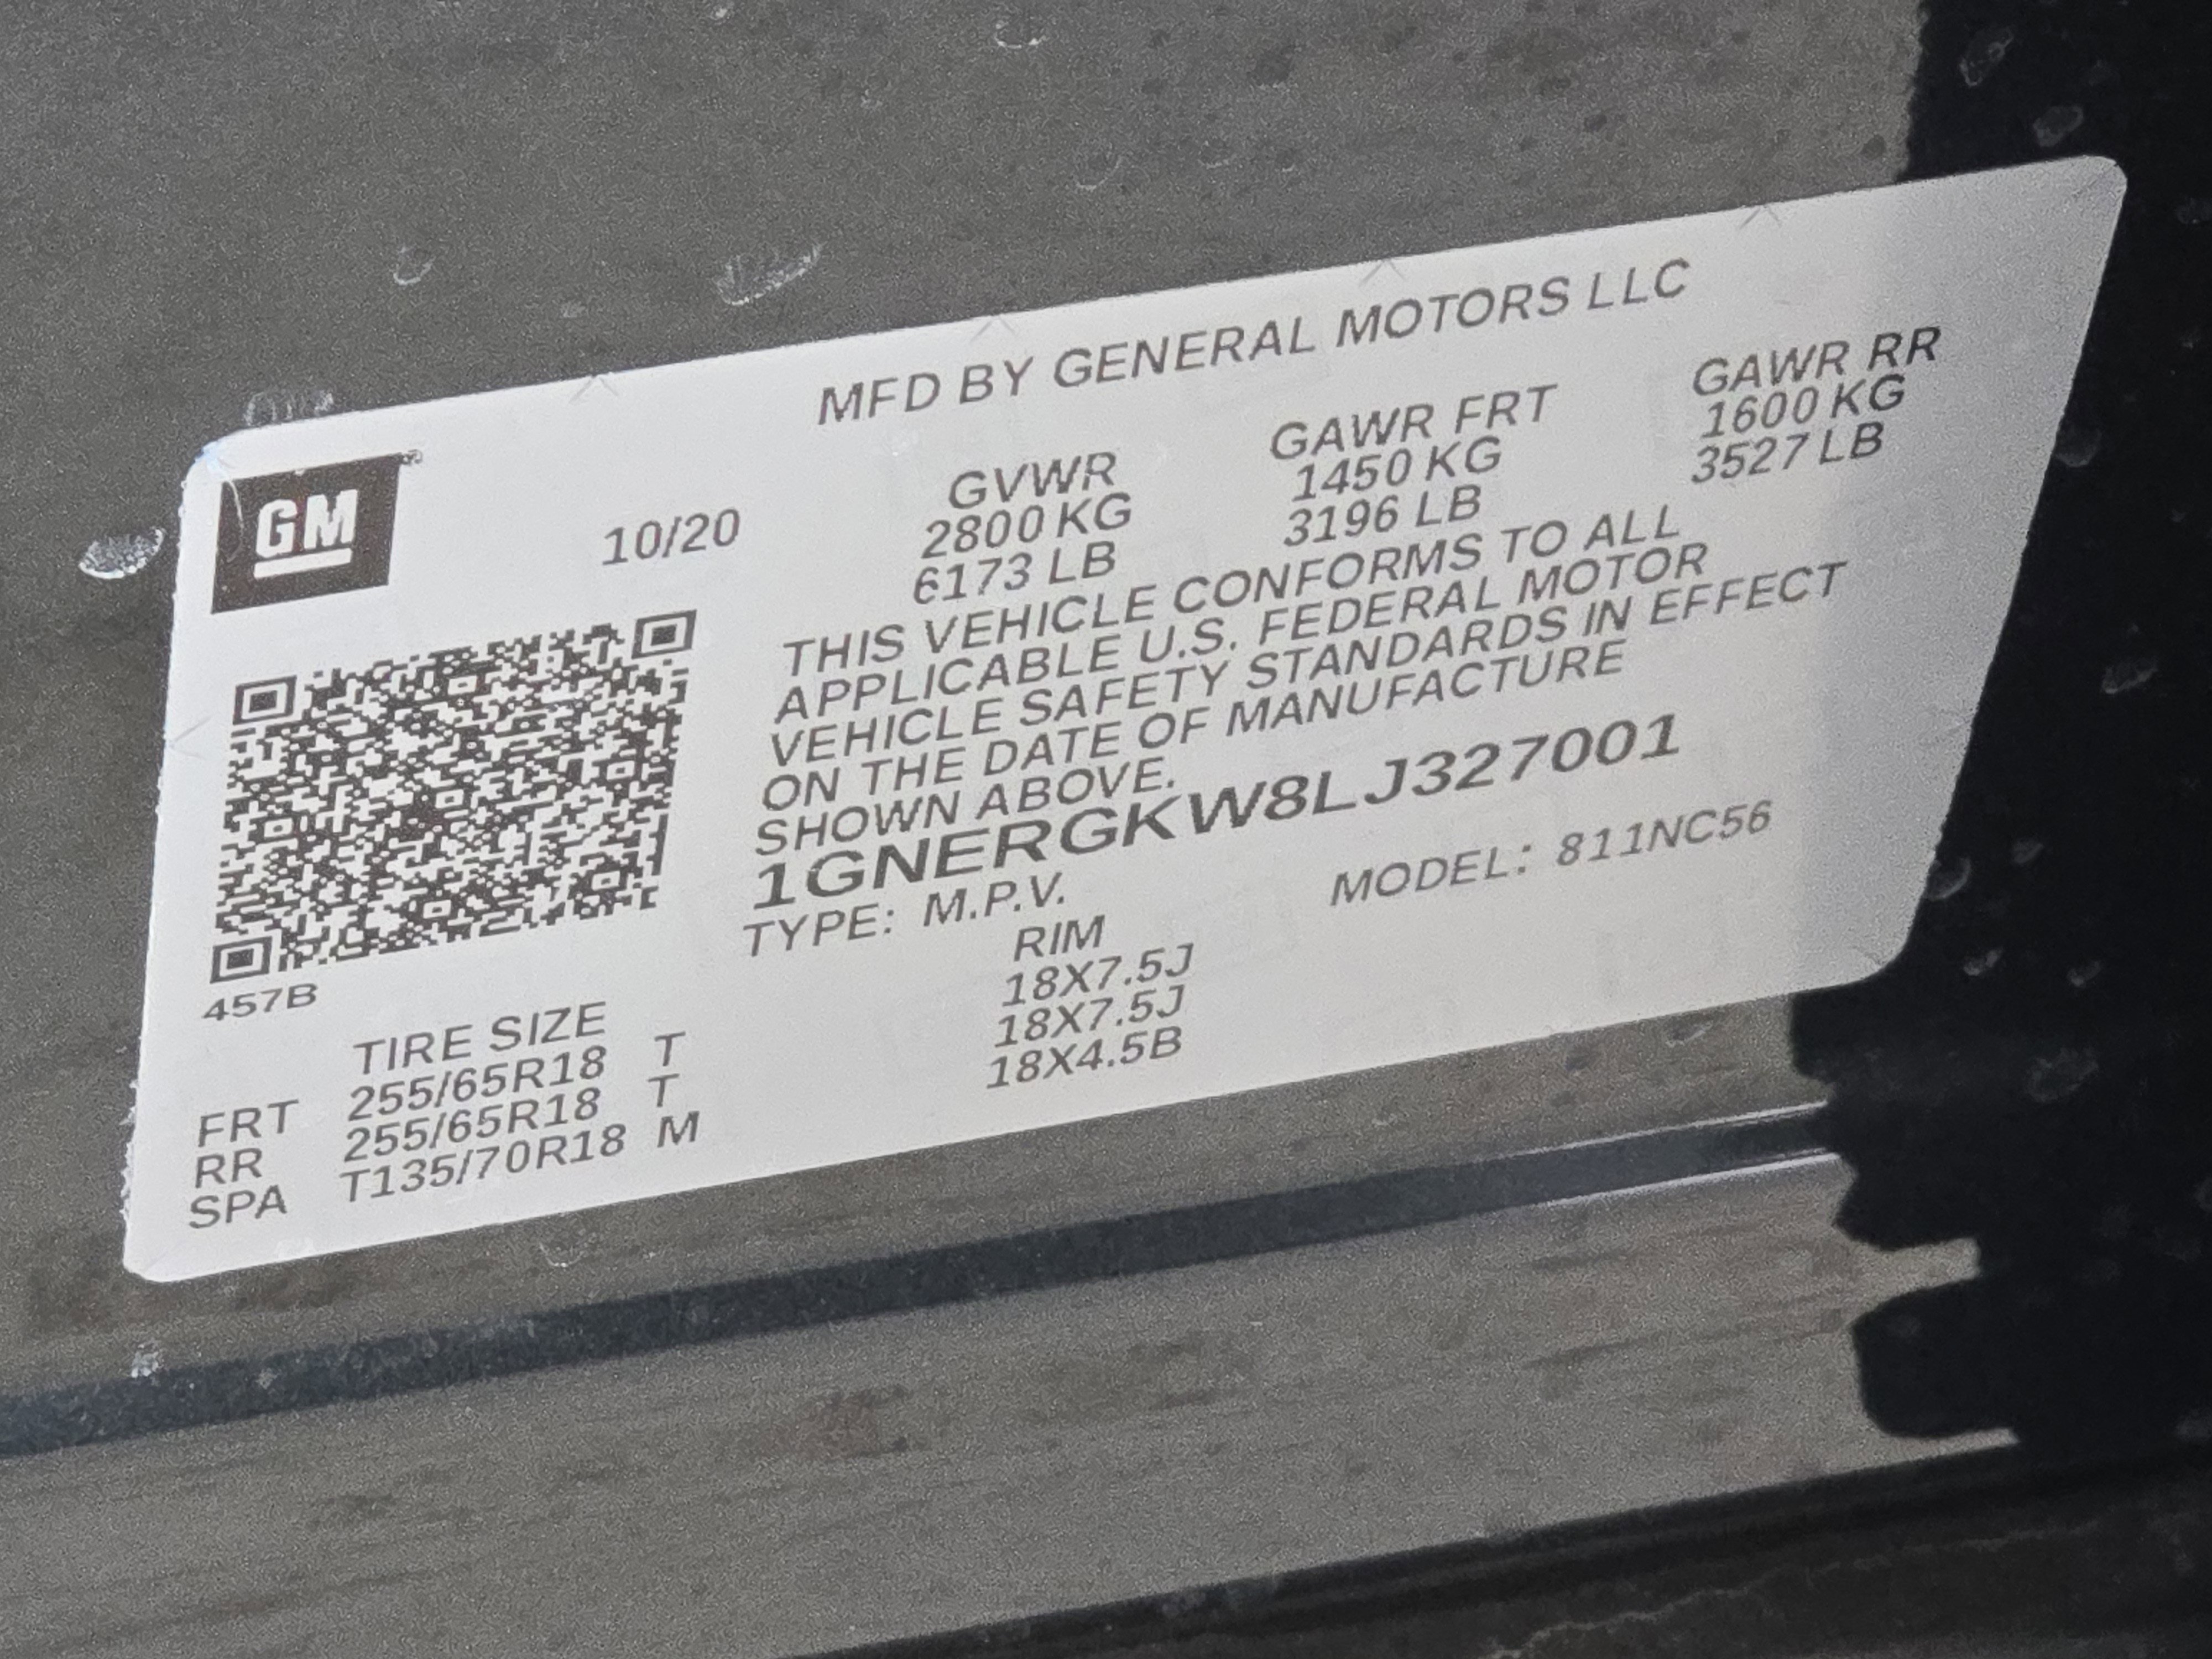 MFD BY GENERAL MOTORS LLC
GM
10/20
GVWR GAWR FRT GAWR RR
2800 KG 1450 KG 1600 KG
6173 LB 3196 LB 3527 LB
THIS VEHICLE CONFORMS TO ALL
APPLICABLE U.S. FEDERAL MOTOR
VEHICLE SAFETY STANDARDS IN EFFECT
ON THE DATE OF MANUFACTURE
SHOWN ABOVE.
1GNERGKW8LJ327001
TYPE: M.P.V. MODEL: 811NC56
457B
TIRE SIZE RIM
FRT 255/65R18 T 18X7.5J
RR 255/65R18 T 18X7.5J
SPA T135/70R18 M 18X4.5B